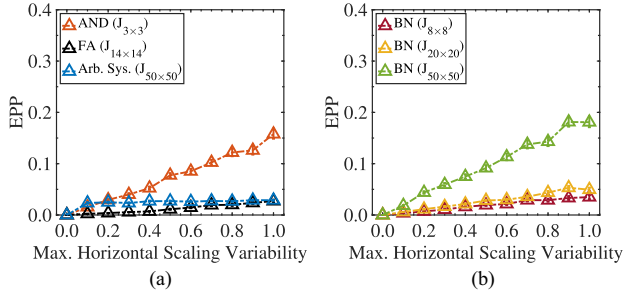 AND (J3×3)
FA (J14×14)
Arb. Sys. (J50×50)
EPP
0.4
0.3
0.2
0.1
0.0
0.0 0.2 0.4 0.6 0.8 1.0
Max. Horizontal Scaling Variability
(a)
BN (J8×8)
BN (J20×20)
BN (J50×50)
EPP
0.4
0.3
0.2
0.1
0.0
0.0 0.2 0.4 0.6 0.8 1.0
Max. Horizontal Scaling Variability
(b)